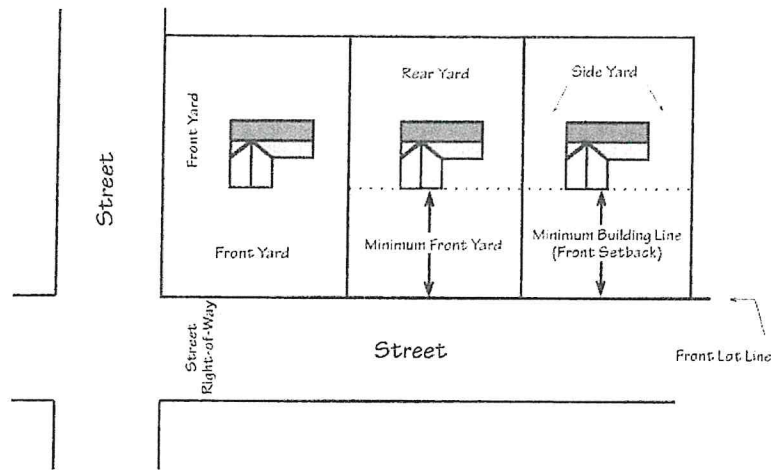 Rear Yard
Side Yard
Front Yard
Street
Front Yard
Minimum Front Yard
Minimum Building Line
(Front Setback)
Street
Right-of-Way
Street
Front Lot Line